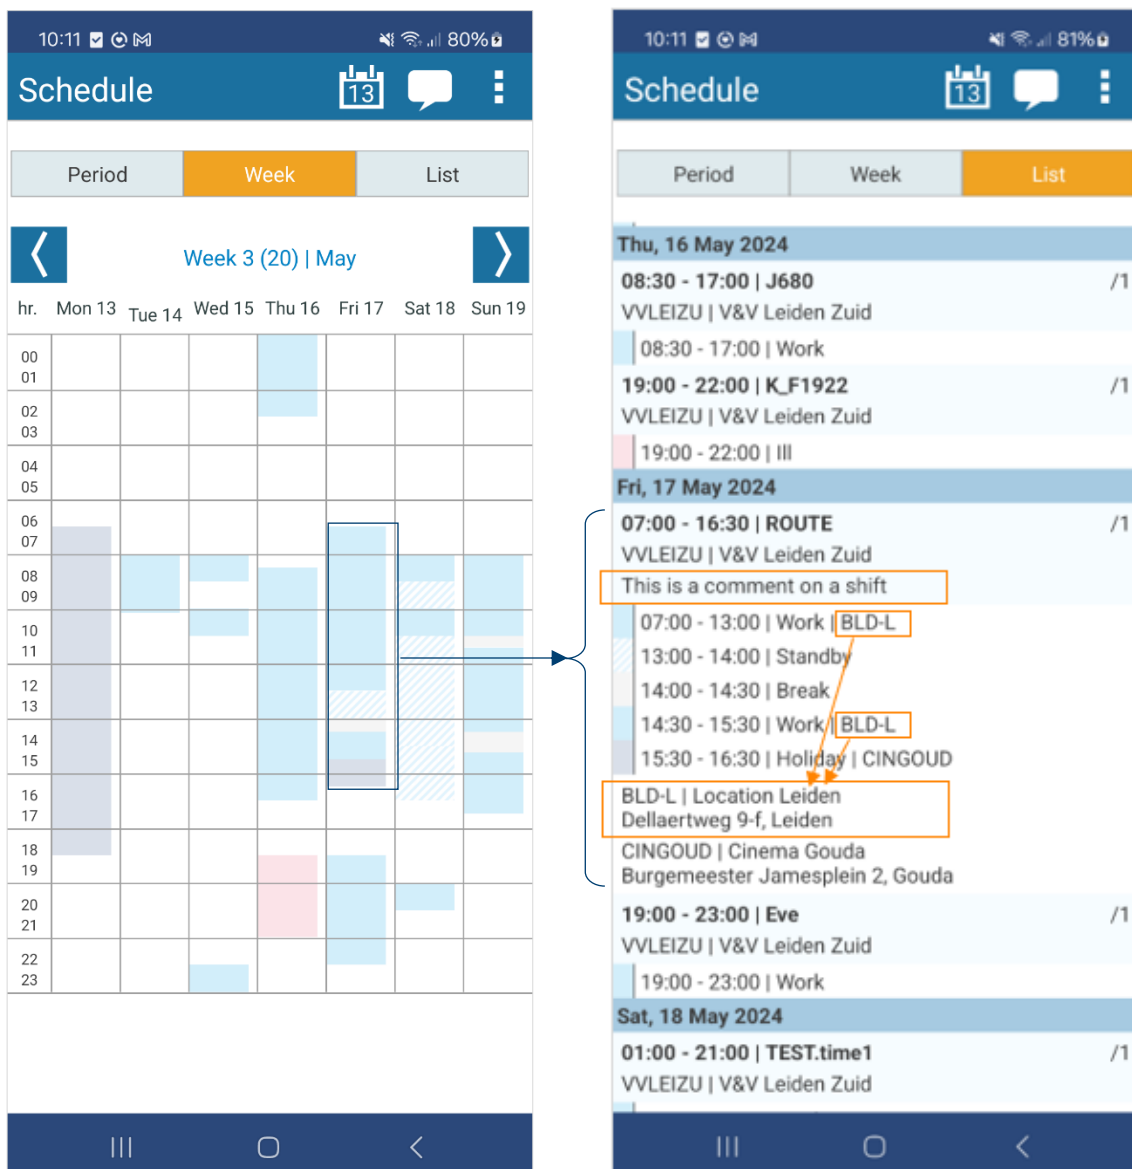 10:11 80%
Schedule 13
Period Week List
Week 3 (20) | May
hr. Mon 13 Tue 14 Wed 15 Thu 16 Fri 17 Sat 18 Sun 19
00
01
02
03
04
05
06
07
08
09
10
11
12
13
14
15
16
17
18
19
20
21
22
23
10:11 81%
Schedule 13
Period Week List
Thu, 16 May 2024
08:30 - 17:00 | J680 /1
VVLEIZU | V&V Leiden Zuid
08:30 - 17:00 | Work
19:00 - 22:00 | K_F1922 /1
VVLEIZU | V&V Leiden Zuid
19:00 - 22:00 | Ill
Fri, 17 May 2024
07:00 - 16:30 | ROUTE /1
VVLEIZU | V&V Leiden Zuid
This is a comment on a shift
07:00 - 13:00 | Work | BLD-L
13:00 - 14:00 | Standby
14:00 - 14:30 | Break
14:30 - 15:30 | Work | BLD-L
15:30 - 16:30 | Holiday | CINGOUD
BLD-L | Location Leiden
Dellaertweg 9-f, Leiden
CINGOUD | Cinema Gouda
Burgemeester Jamesplein 2, Gouda
19:00 - 23:00 | Eve /1
VVLEIZU | V&V Leiden Zuid
19:00 - 23:00 | Work
Sat, 18 May 2024
01:00 - 21:00 | TEST.time1 /1
VVLEIZU | V&V Leiden Zuid